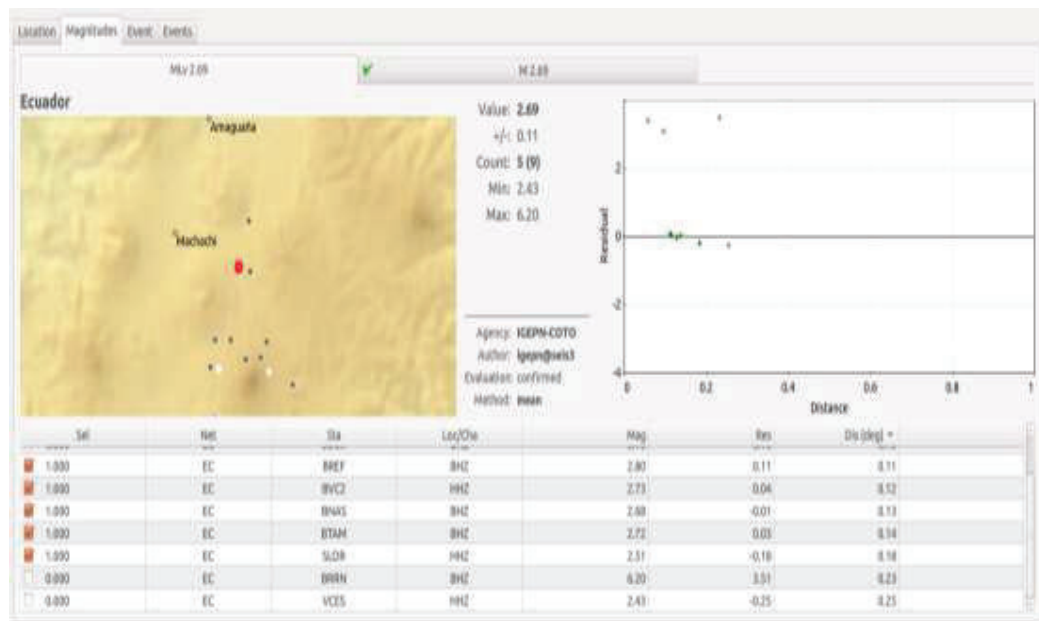 Location Magnitudes Event Events
MLv 2.69 M 2.69
Ecuador
Amaguaña
Machachi
Value: 2.69
+/-: 0.11
Count: 5 (9)
Min: 2.43
Max: 6.20
Agency: IGEPN-COTO
Author: igepn@seis3
Evaluation: confirmed
Method: mean
Residual
2
0
-2
-4
0 0.2 0.4 0.6 0.8 1
Distance
Sel Net Sta Loc/Cha Mag Res Dis (deg)
1.000 EC BREF BHZ 2.80 0.11 0.11
1.000 EC BVC2 HHZ 2.73 0.04 0.12
1.000 EC BNAS BHZ 2.68 -0.01 0.13
1.000 EC BTAM BHZ 2.72 0.03 0.14
1.000 EC SLOR HHZ 2.51 -0.18 0.18
0.000 EC BRRN BHZ 6.20 3.51 0.23
0.000 EC VCES HHZ 2.43 -0.25 0.25